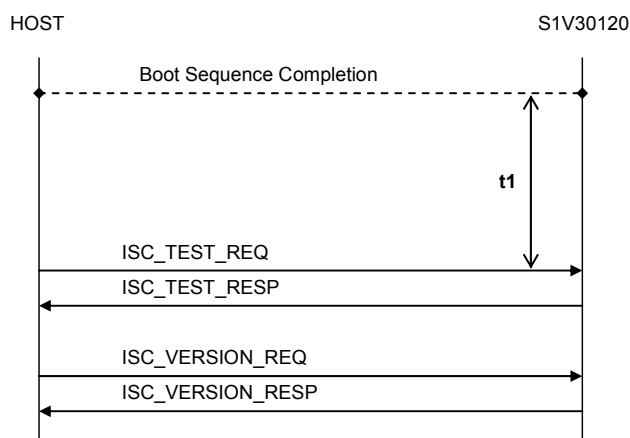 HOST
S1V30120
Boot Sequence Completion
t1
ISC_TEST_REQ
ISC_TEST_RESP
ISC_VERSION_REQ
ISC_VERSION_RESP